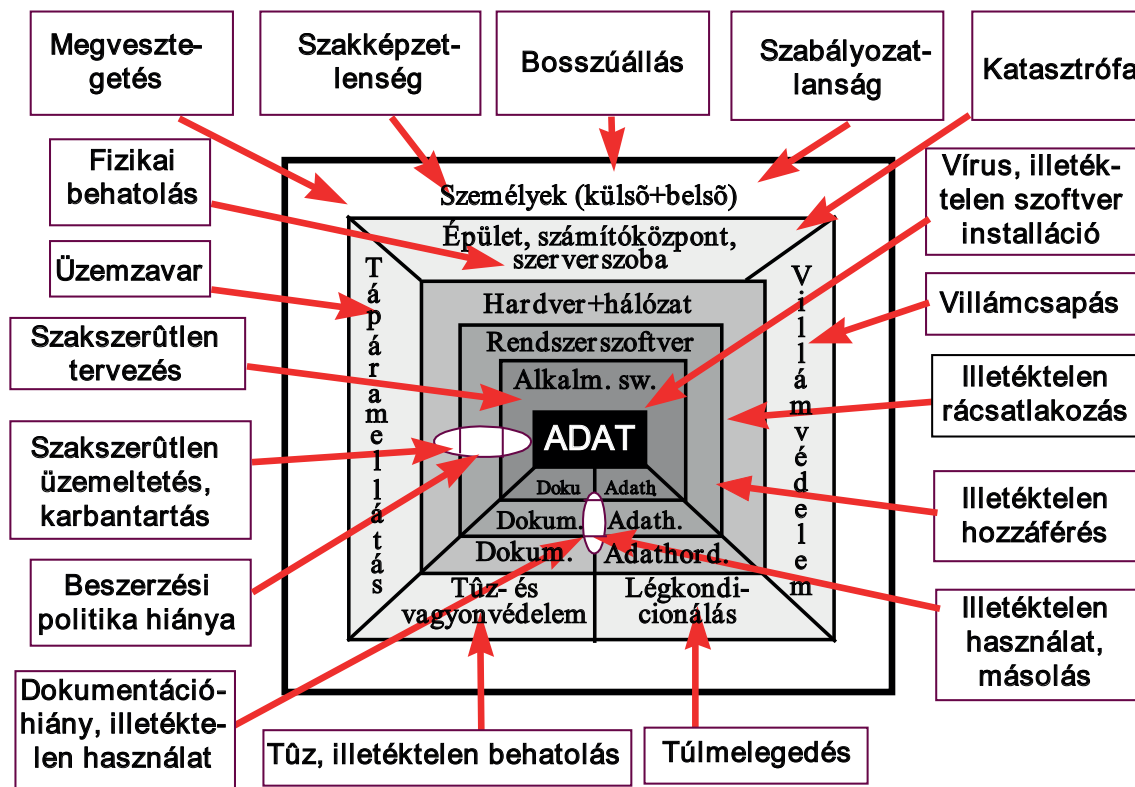 Megveszte-
getés
Szakképzet-
lenség
Bosszúállás
Szabályozat-
lanság
Katasztrófa
Fizikai
behatolás
Üzemzavar
Szakszerûtlen
tervezés
Szakszerûtlen
üzemeltetés,
karbantartás
Beszerzési
politika hiánya
Dokumentáció-
hiány, illetékte-
len használat
Személyek (külsõ+belsõ)
Épület, számítóközpont,
szerverszoba
Tápáramellátás
Hardver+hálózat
Rendszerszoftver
Alkalm. sw.
ADAT
Doku
Adath
Dokum.
Adath.
Dokum.
Adathord.
Tûz- és
vagyonvédelem
Légkondi-
cionálás
Villámvédelem
Vírus, illeték-
telen szoftver
installáció
Villámcsapás
Illetéktelen
rácsatlakozás
Illetéktelen
hozzáférés
Illetéktelen
használat,
másolás
Tûz, illetéktelen behatolás
Túlmelegedés